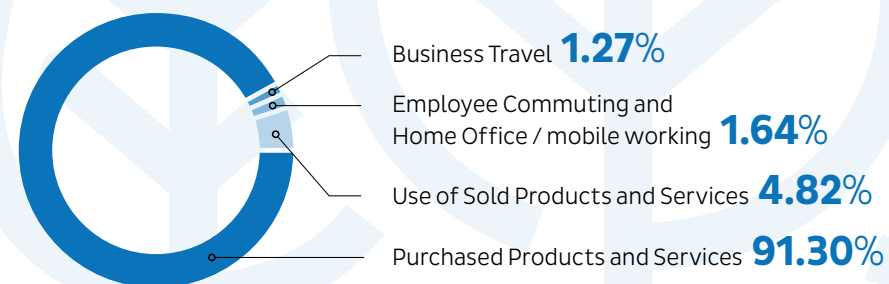 Business Travel 1.27%
Employee Commuting and
Home Office / mobile working 1.64%
Use of Sold Products and Services 4.82%
Purchased Products and Services 91.30%